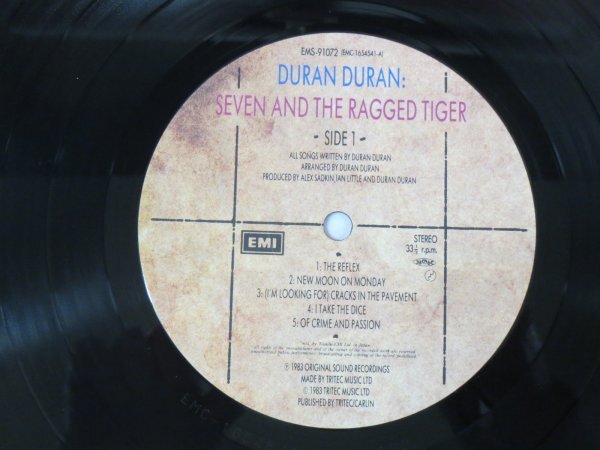 EMS-91072 (EMC-1654541-A)
DURAN DURAN:
SEVEN AND THE RAGGED TIGER
- SIDE 1 -
ALL SONGS WRITTEN BY DURAN DURAN
ARRANGED BY DURAN DURAN
PRODUCED BY ALEX SADKIN, IAN LITTLE AND DURAN DURAN
EMI
STEREO
33 1/3 r.p.m.
1: THE REFLEX
2: NEW MOON ON MONDAY
3: (I'M LOOKING FOR) CRACKS IN THE PAVEMENT
4: I TAKE THE DICE
5: OF CRIME AND PASSION
Ⓟ 1983 ORIGINAL SOUND RECORDINGS
MADE BY TRITEC MUSIC LTD
© 1983 TRITEC MUSIC LTD
PUBLISHED BY TRITEC/CARLIN